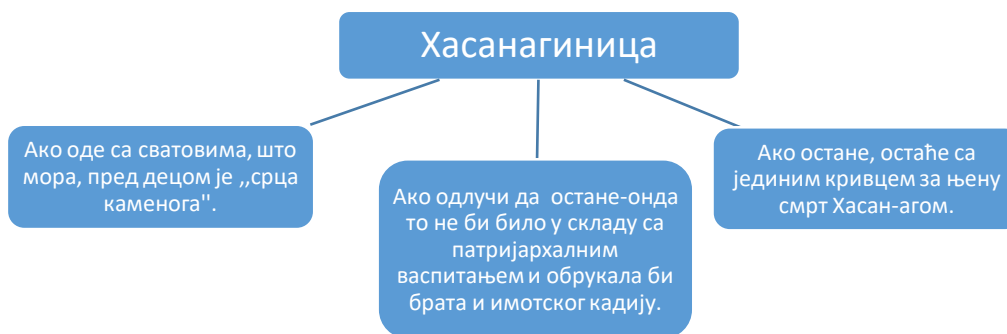 Хасанагиница
Ако оде са сватовима, што
мора, пред децом је ,,срца
каменога".
Ако одлучи да остане-онда
то не би било у складу са
патријархалним
васпитањем и обрукала би
брата и имотског кадију.
Ако остане, остаће са
јединим кривцем за њену
смрт Хасан-агом.